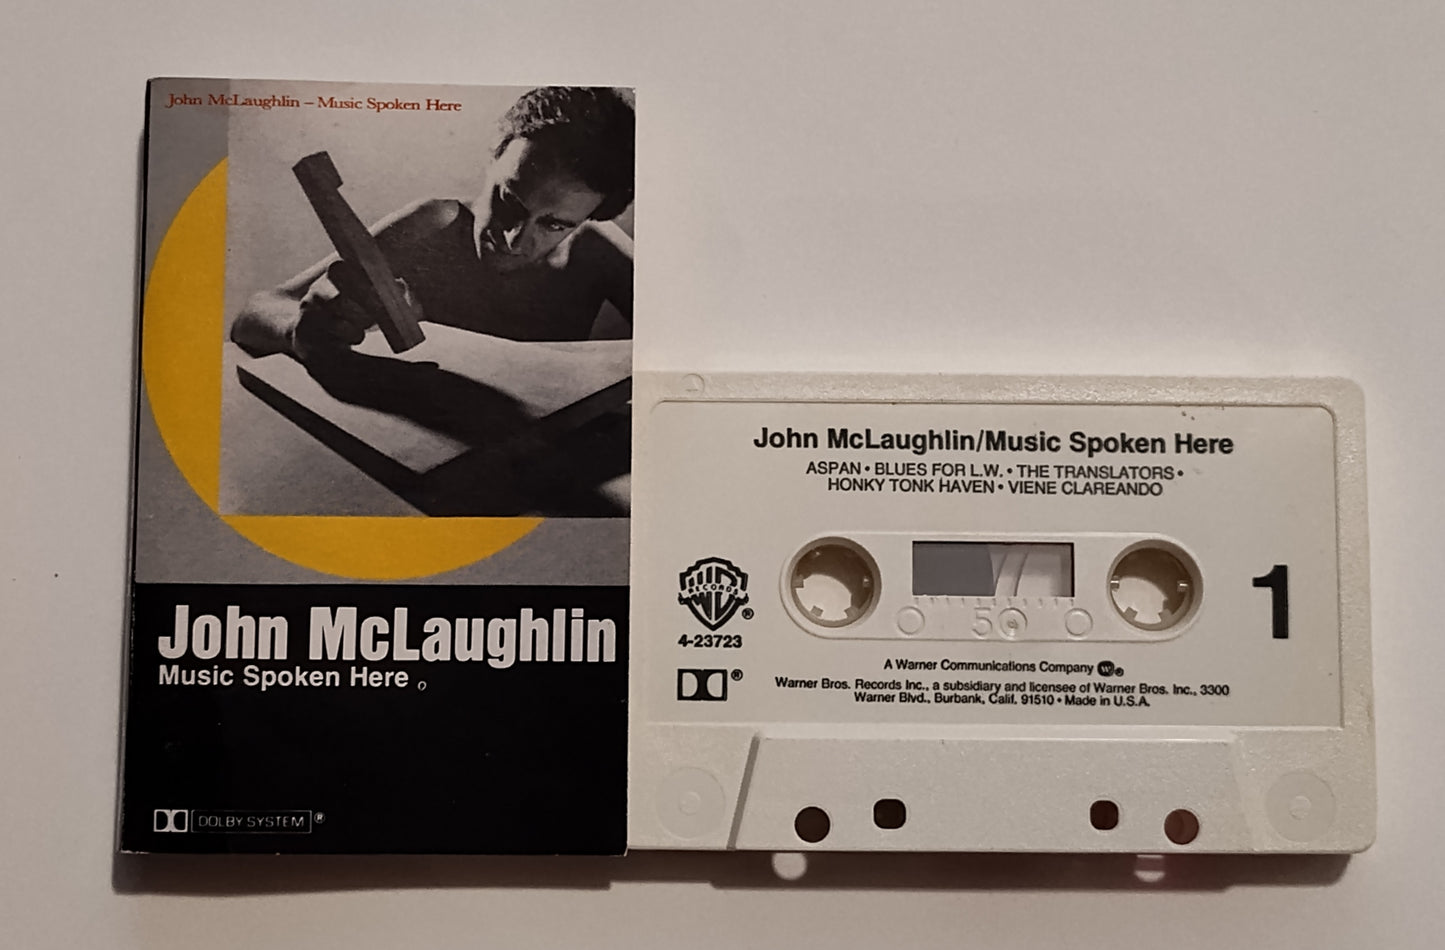 John McLaughlin – Music Spoken Here
John McLaughlin
Music Spoken Here
DOLBY SYSTEM ®
John McLaughlin/Music Spoken Here
ASPAN • BLUES FOR L.W. • THE TRANSLATORS •
HONKY TONK HAVEN • VIENE CLAREANDO
RECORDS
®
4-23723
®
50
1
A Warner Communications Company ®
Warner Bros. Records Inc., a subsidiary and licensee of Warner Bros. Inc., 3300
Warner Blvd., Burbank, Calif. 91510 • Made in U.S.A.